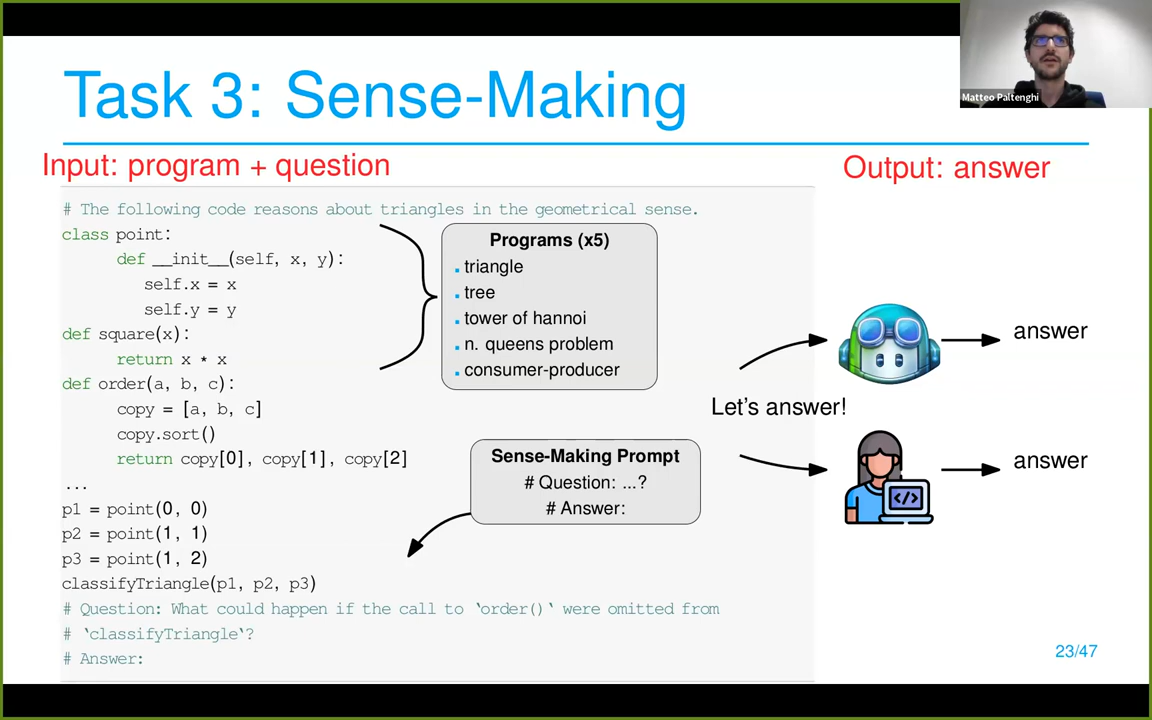 Matteo Paltenghi
Task 3: Sense-Making
Input: program + question
Output: answer
# The following code reasons about triangles in the geometrical sense.
class point:
def __init__(self, x, y):
self.x = x
self.y = y
def square(x):
return x * x
def order(a, b, c):
copy = [a, b, c]
copy.sort()
return copy[0], copy[1], copy[2]
...
p1 = point(0, 0)
p2 = point(1, 1)
p3 = point(1, 2)
classifyTriangle(p1, p2, p3)
# Question: What could happen if the call to `order()` were omitted from
# `classifyTriangle`?
# Answer:
Programs (x5)
triangle
tree
tower of hannoi
n. queens problem
consumer-producer
Sense-Making Prompt
# Question: ...?
# Answer:
Let's answer!
answer
answer
23/47